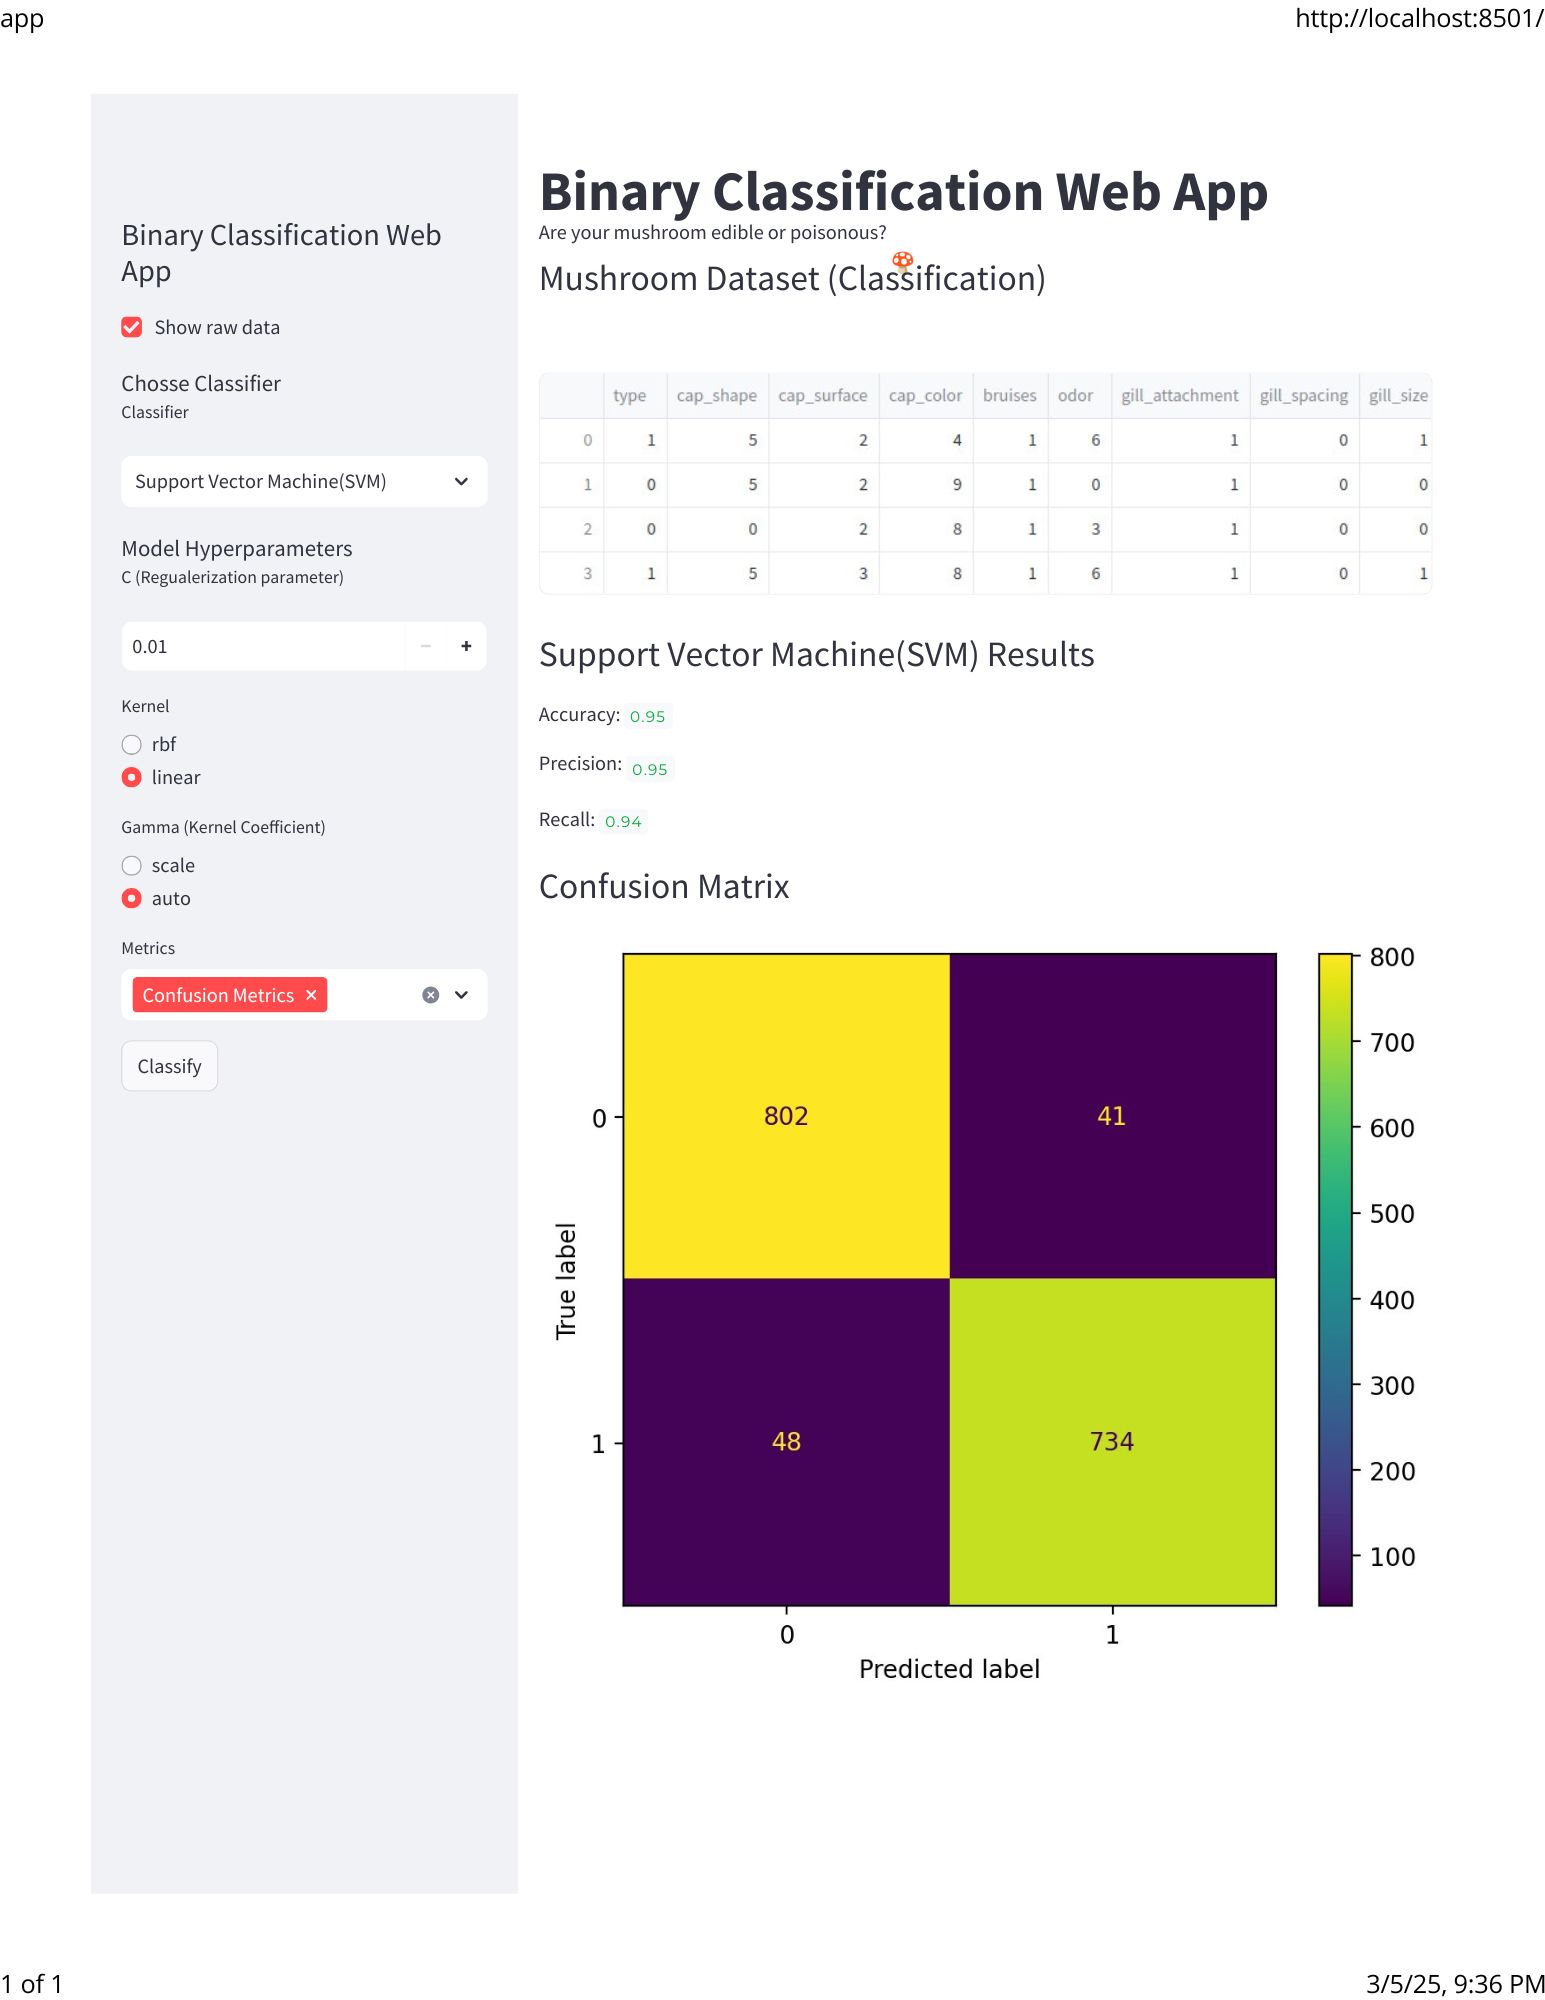 app
http://localhost:8501/
Binary Classification Web
App
Show raw data
Chosse Classifier
Classifier
Support Vector Machine(SVM)
Model Hyperparameters
C (Regualerization parameter)
0.01
Kernel
rbf
linear
Gamma (Kernel Coefficient)
scale
auto
Metrics
Confusion Metrics
Classify
Binary Classification Web App
Are your mushroom edible or poisonous?
Mushroom Dataset (Classification)
type cap_shape cap_surface cap_color bruises odor gill_attachment gill_spacing gill_size
0 1 5 2 4 1 6 1 0 1
1 0 5 2 9 1 0 1 0 0
2 0 0 2 8 1 3 1 0 0
3 1 5 3 8 1 6 1 0 1
Support Vector Machine(SVM) Results
Accuracy: 0.95
Precision: 0.95
Recall: 0.94
Confusion Matrix
800
700
600
500
400
300
200
100
0
802 41
True label
1
48 734
0 1
Predicted label
1 of 1
3/5/25, 9:36 PM